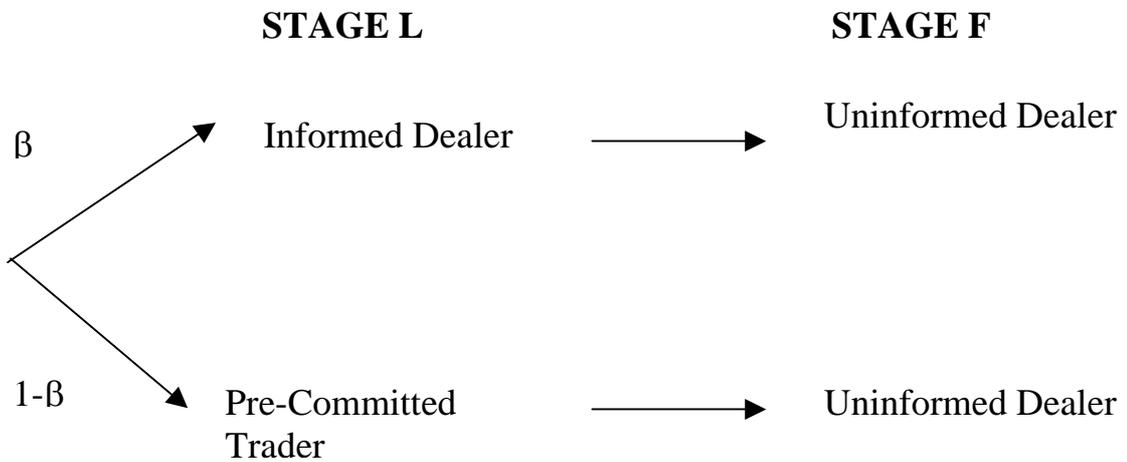 STAGE L
STAGE F
β
Informed Dealer
Uninformed Dealer
1-β
Pre-Committed
Trader
Uninformed Dealer